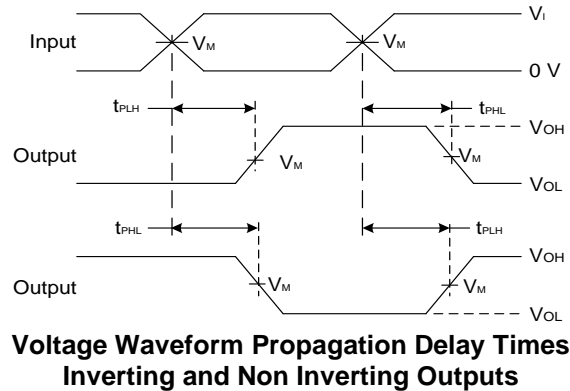 VI
Input
VM
VM
0 V
tPLH
tPHL
VOH
Output
VM
VM
VOL
tPHL
tPLH
VOH
Output
VM
VM
VOL
Voltage Waveform Propagation Delay Times
Inverting and Non Inverting Outputs